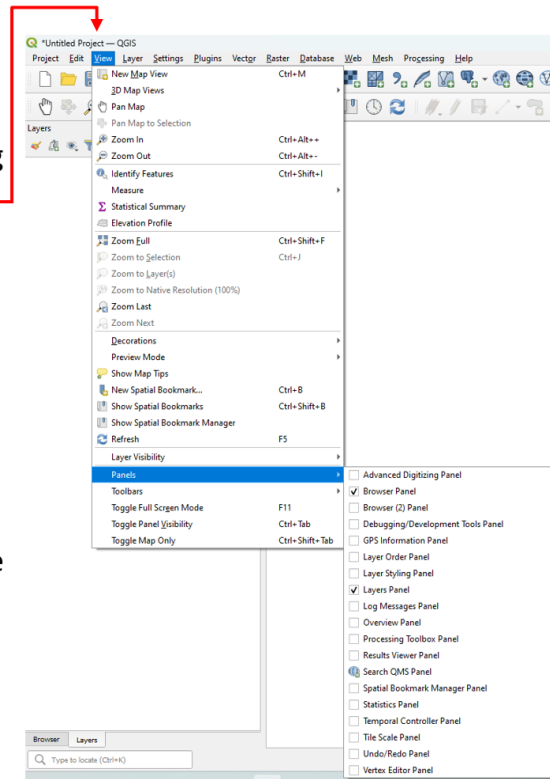 *Untitled Project — QGIS
Project Edit View Layer Settings Plugins Vector Raster Database Web Mesh Processing Help
New Map View Ctrl+M
3D Map Views
Pan Map
Pan Map to Selection
Layers
Zoom In Ctrl+Alt++
Zoom Out Ctrl+Alt+-
g
Identify Features Ctrl+Shift+I
Measure
Statistical Summary
Elevation Profile
Zoom Full Ctrl+Shift+F
Zoom to Selection Ctrl+J
Zoom to Layer(s)
Zoom to Native Resolution (100%)
Zoom Last
Zoom Next
Decorations
Preview Mode
Show Map Tips
New Spatial Bookmark... Ctrl+B
Show Spatial Bookmarks Ctrl+Shift+B
Show Spatial Bookmark Manager
Refresh F5
Layer Visibility
Panels
Toolbars
Toggle Full Screen Mode F11
Toggle Panel Visibility Ctrl+Tab
Toggle Map Only Ctrl+Shift+Tab
e
Advanced Digitizing Panel
Browser Panel
Browser (2) Panel
Debugging/Development Tools Panel
GPS Information Panel
Layer Order Panel
Layer Styling Panel
Layers Panel
Log Messages Panel
Overview Panel
Processing Toolbox Panel
Results Viewer Panel
Search QMS Panel
Spatial Bookmark Manager Panel
Statistics Panel
Temporal Controller Panel
Tile Scale Panel
Undo/Redo Panel
Vertex Editor Panel
Browser Layers
Type to locate (Ctrl+K)